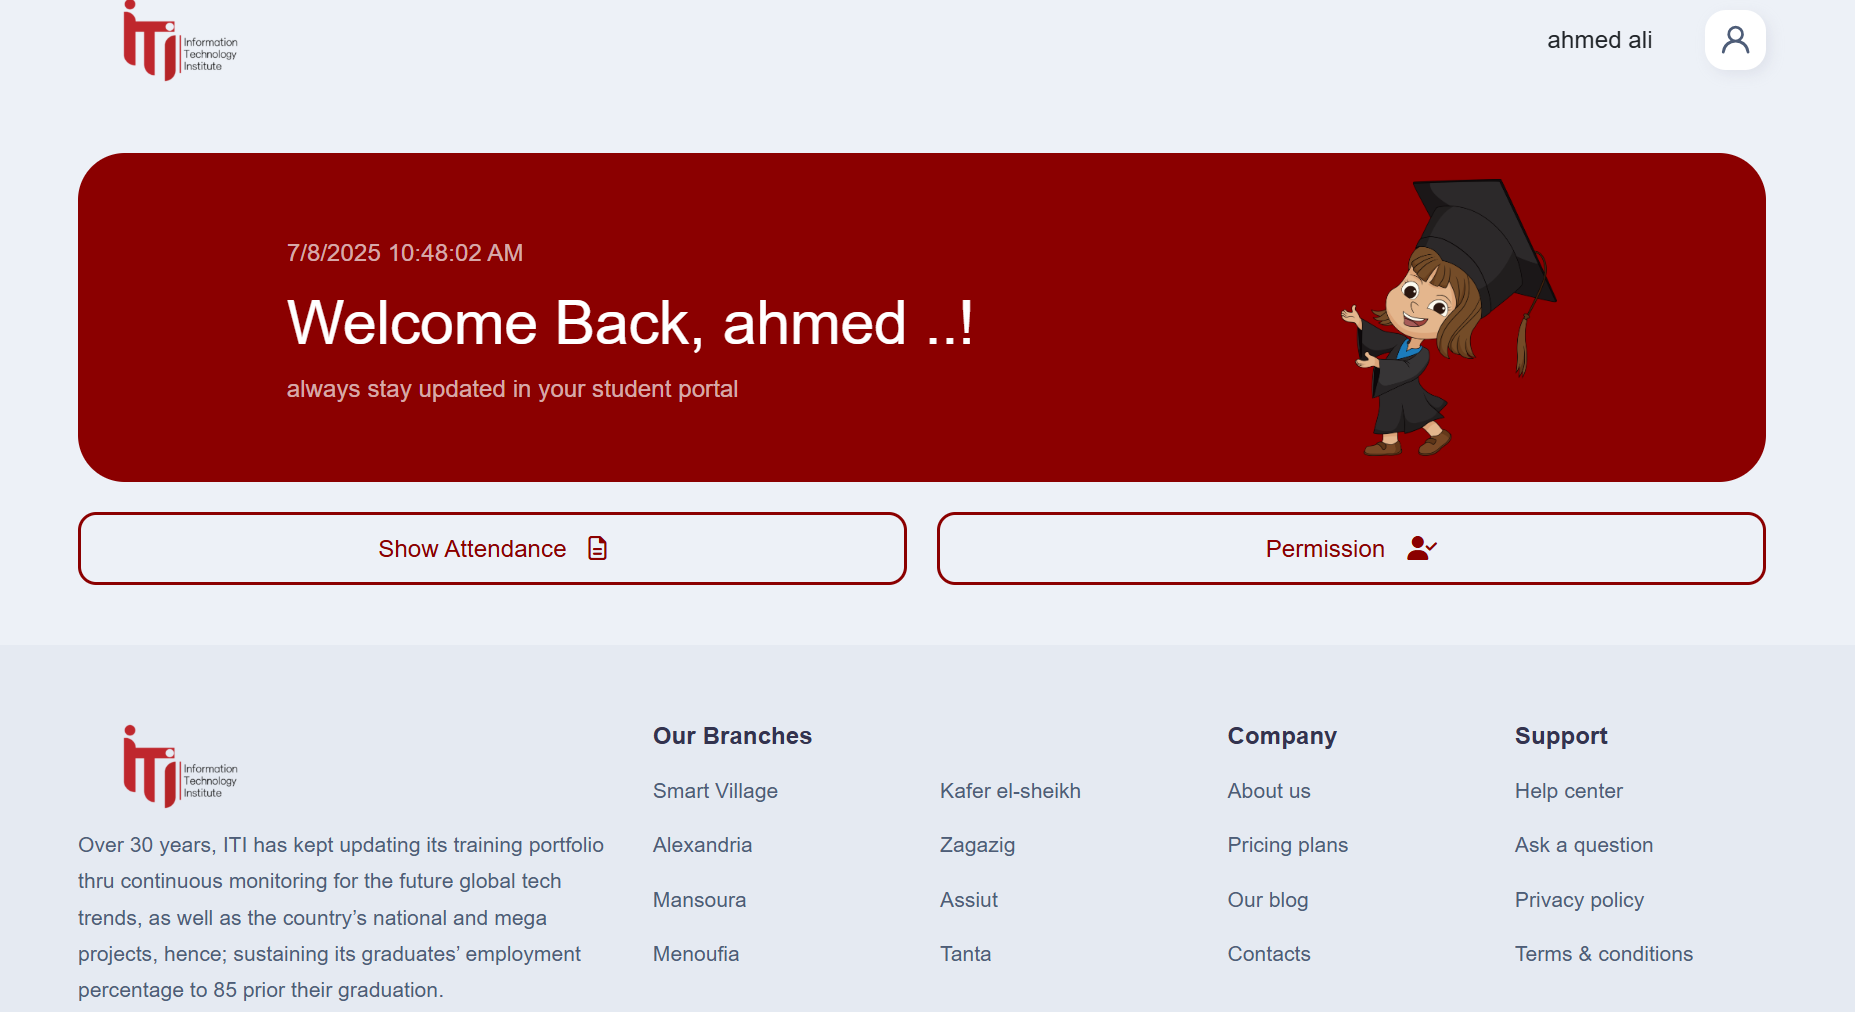 iTi Information
Technology
Institute
ahmed ali
7/8/2025 10:48:02 AM
Welcome Back, ahmed ..!
always stay updated in your student portal
Show Attendance
Permission
iTi Information
Technology
Institute
Over 30 years, ITI has kept updating its training portfolio
thru continuous monitoring for the future global tech
trends, as well as the country’s national and mega
projects, hence; sustaining its graduates’ employment
percentage to 85 prior their graduation.
Our Branches
Smart Village
Alexandria
Mansoura
Menoufia
Kafer el-sheikh
Zagazig
Assiut
Tanta
Company
About us
Pricing plans
Our blog
Contacts
Support
Help center
Ask a question
Privacy policy
Terms & conditions